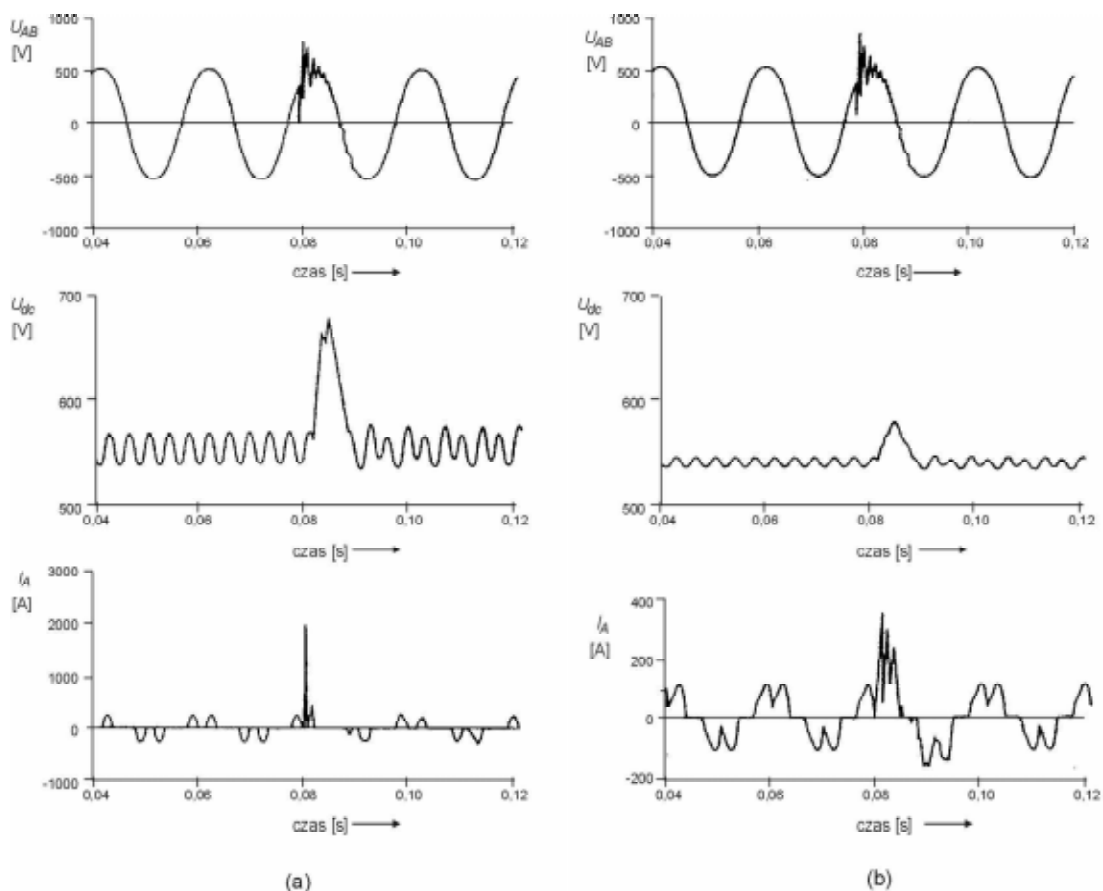 U_AB
[V]
1000
500
0
-500
-1000
0,04
0,06
0,08
0,10
0,12
czas [s]
U_AB
[V]
1000
500
0
-500
-1000
0,04
0,06
0,08
0,10
0,12
czas [s]
U_dc
[V]
700
600
500
0,04
0,06
0,08
0,10
0,12
czas [s]
U_dc
[V]
700
600
500
0,04
0,06
0,08
0,10
0,12
czas [s]
I_A
[A]
3000
2000
1000
0
-1000
0,04
0,06
0,08
0,10
0,12
czas [s]
I_A
[A]
400
200
0
-200
0,04
0,06
0,08
0,10
0,12
czas [s]
(a)
(b)